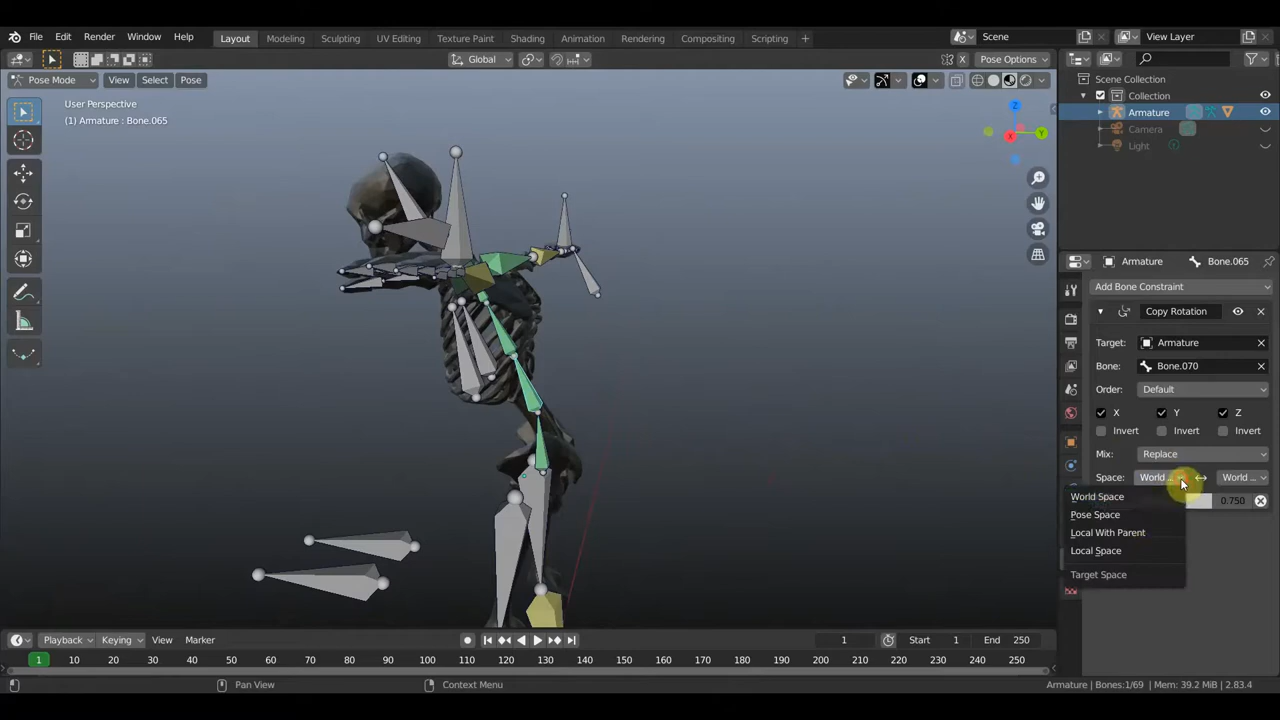 File Edit Render Window Help Layout Modeling Sculpting UV Editing Texture Paint Shading Animation Rendering Compositing Scripting + Scene View Layer
Global X Pose Options
Pose Mode View Select Pose
User Perspective
(1) Armature : Bone.065
Z
Y
X
Scene Collection
Collection
Armature
Camera
Light
Armature Bone.065
Add Bone Constraint
Copy Rotation
Target: Armature
Bone: Bone.070
Order: Default
X Y Z
Invert Invert Invert
Mix: Replace
Space: World ... World ...
World Space
0.750
Pose Space
Local With Parent
Local Space
Target Space
Playback Keying View Marker 1 Start 1 End 250
1 10 20 30 40 50 60 70 80 90 100 110 120 130 140 150 160 170 180 190 200 210 220 230 240 250
Pan View Context Menu Armature | Bones:1/69 | Mem: 39.2 MiB | 2.83.4